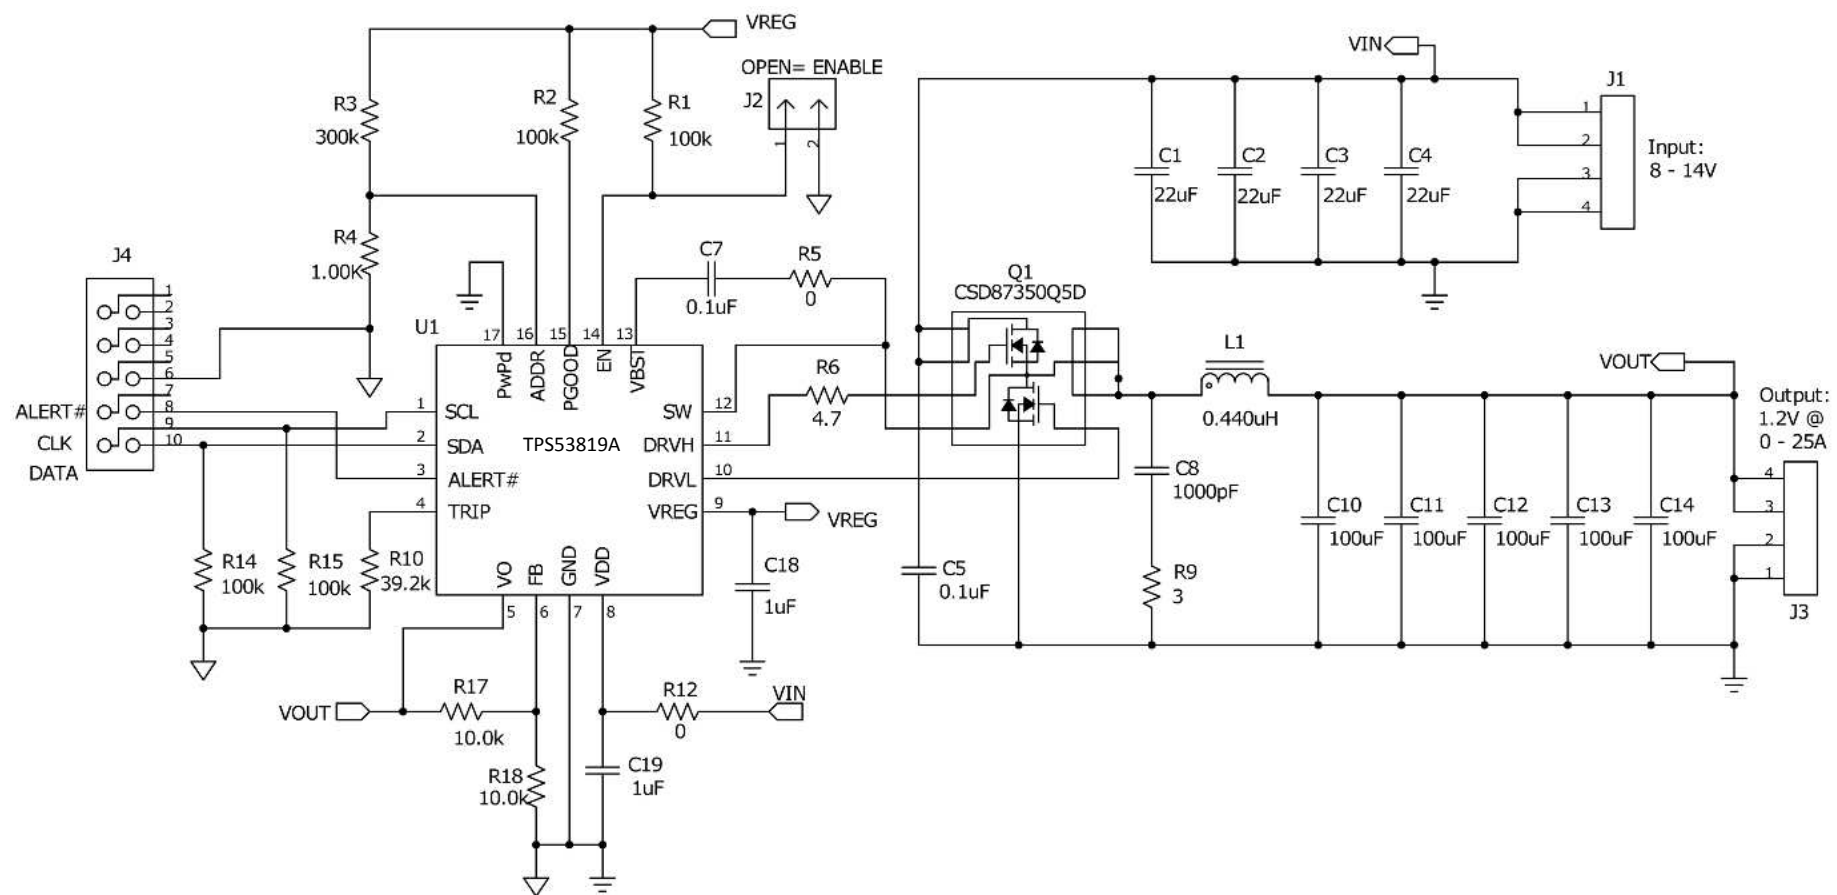 VREG
OPEN= ENABLE
J2
1
2
R3
300k
R2
100k
R1
100k
R4
1.00K
VIN
J1
1
2
3
4
Input:
8 - 14V
C1
22uF
C2
22uF
C3
22uF
C4
22uF
J4
1
2
3
4
5
6
7
8
9
10
ALERT#
CLK
DATA
C7
0.1uF
R5
0
Q1
CSD87350Q5D
U1
17
16
15
14
13
PwPd
ADDR
PGOOD
EN
VBST
1
SCL
2
SDA
3
ALERT#
4
TRIP
TPS53819A
SW
12
DRVH
11
DRVL
10
VREG
9
VO
FB
GND
VDD
5
6
7
8
R6
4.7
L1
0.440uH
VOUT
Output:
1.2V @
0 - 25A
4
3
2
1
J3
VREG
C18
1uF
C8
1000pF
R9
3
C5
0.1uF
C10
100uF
C11
100uF
C12
100uF
C13
100uF
C14
100uF
R14
100k
R15
100k
R10
39.2k
VOUT
R17
10.0k
R12
0
VIN
R18
10.0k
C19
1uF